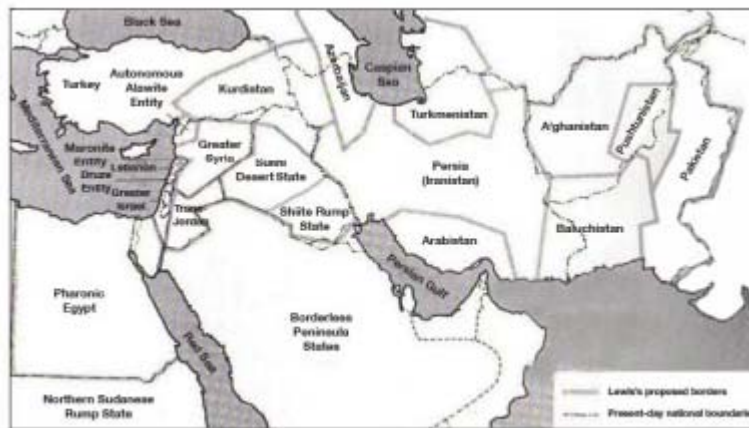 Black Sea
Caspian
Sea
Azerbaijan
Turkey
Autonomous
Alawite
Entity
Kurdistan
Turkmenistan
A'ghanistan
Pushtunistan
Pakistan
Mediterranean Sea
Maronite
Entity
Druze
Entity
Lebanon
Greater
Israel
Greater
Syria
Sunni
Desert State
Persia
(Iranistan)
Trans
Jordan
Shiite Rump
State
Arabistan
Baluchistan
Persian Gulf
Pharonic
Egypt
Red Sea
Borderless
Peninsula
States
Northern Sudanese
Rump State
Lewis's proposed borders
Present-day national boundaries